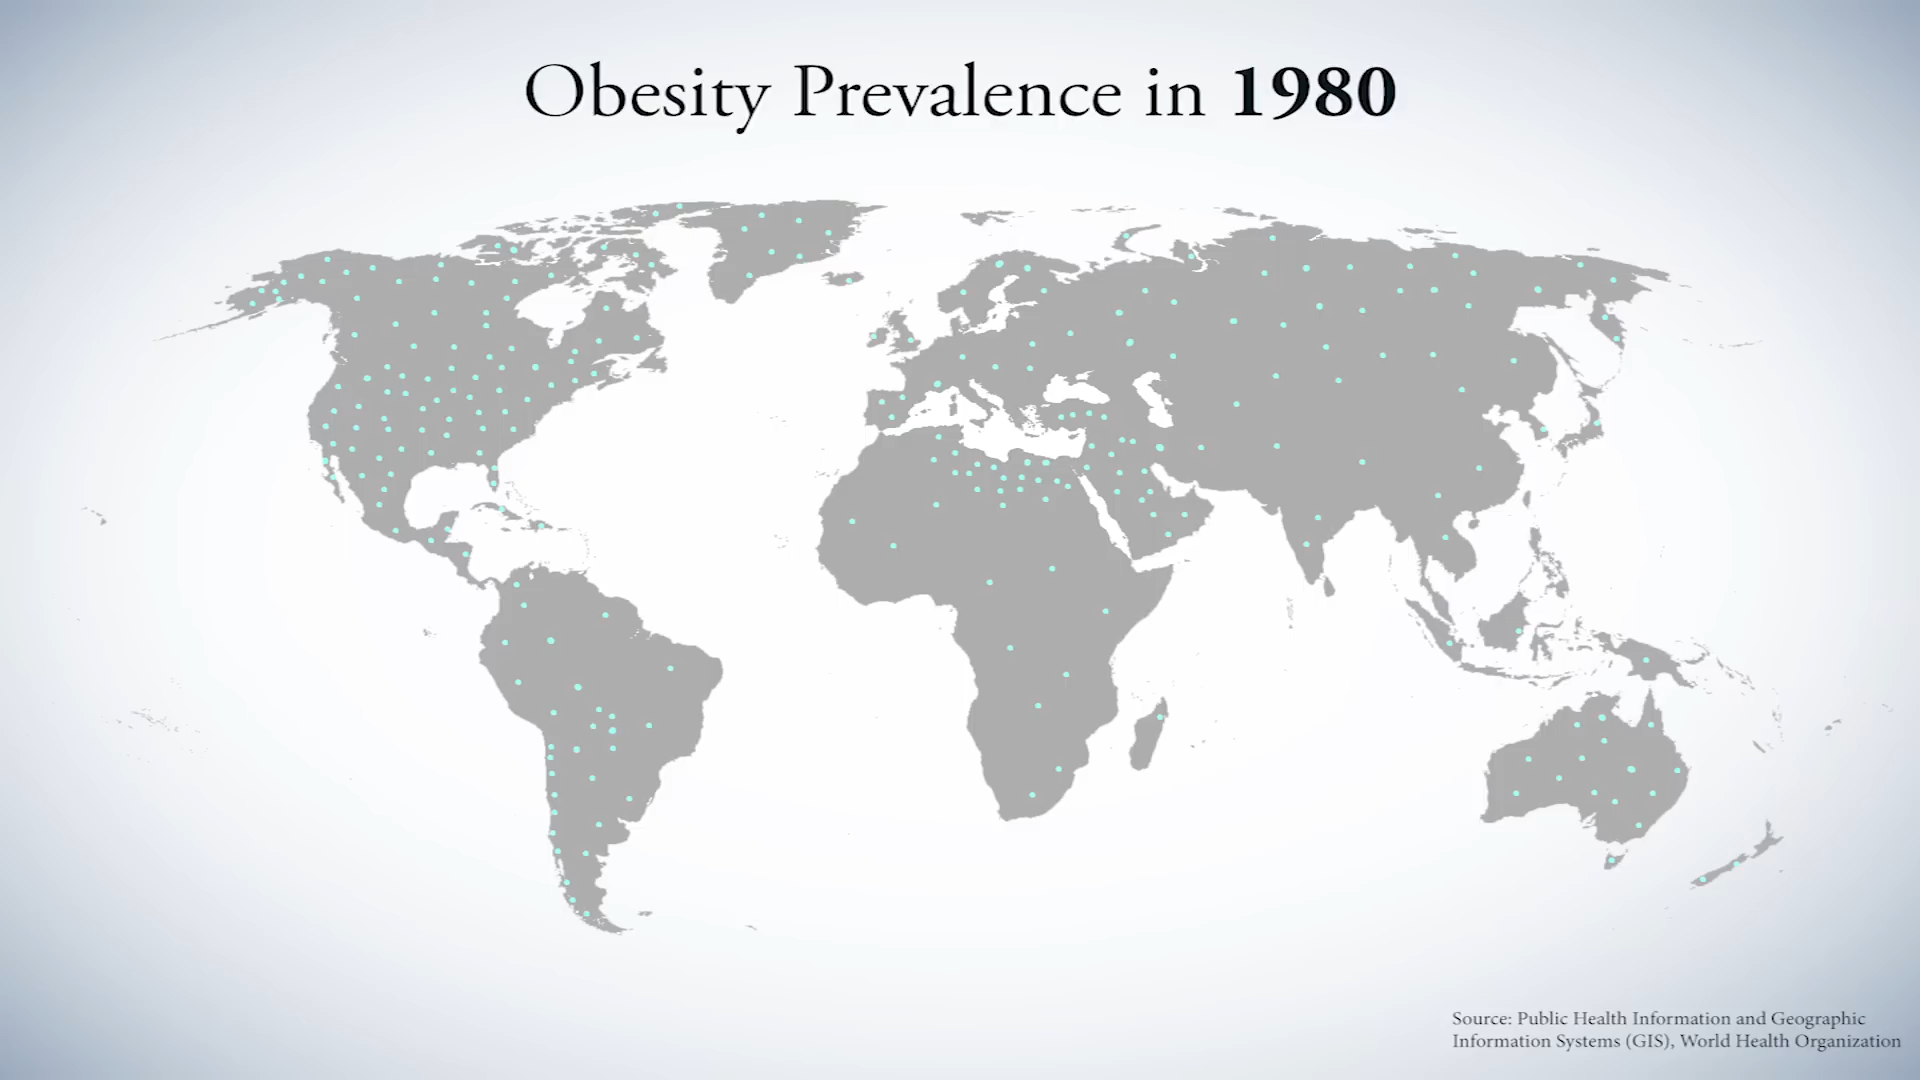 Obesity Prevalence in 1980
Source: Public Health Information and Geographic
Information Systems (GIS), World Health Organization